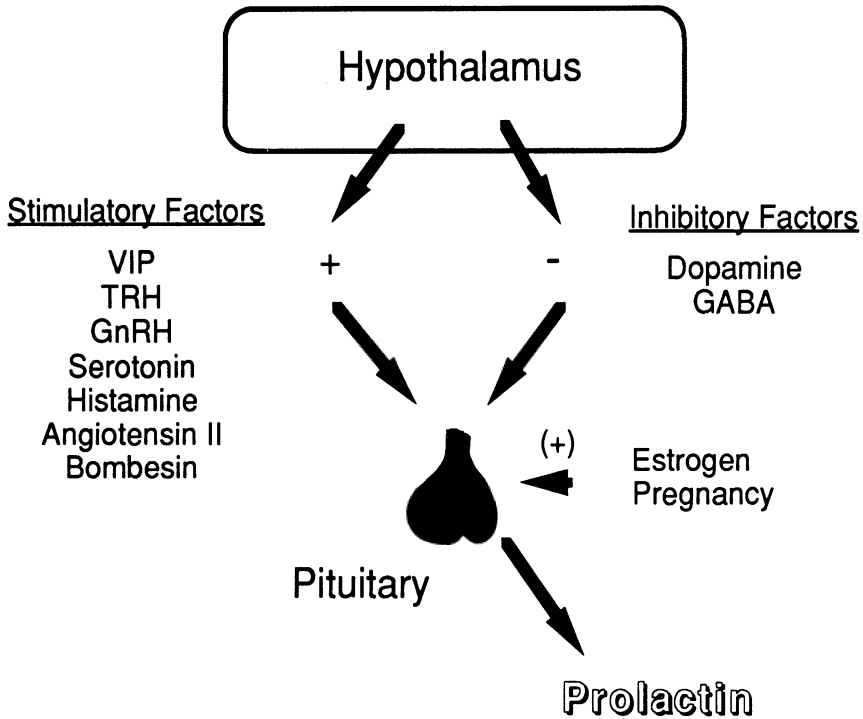 Hypothalamus
Stimulatory Factors
VIP
TRH
GnRH
Serotonin
Histamine
Angiotensin II
Bombesin
+
-
Inhibitory Factors
Dopamine
GABA
(+)
Estrogen
Pregnancy
Pituitary
Prolactin